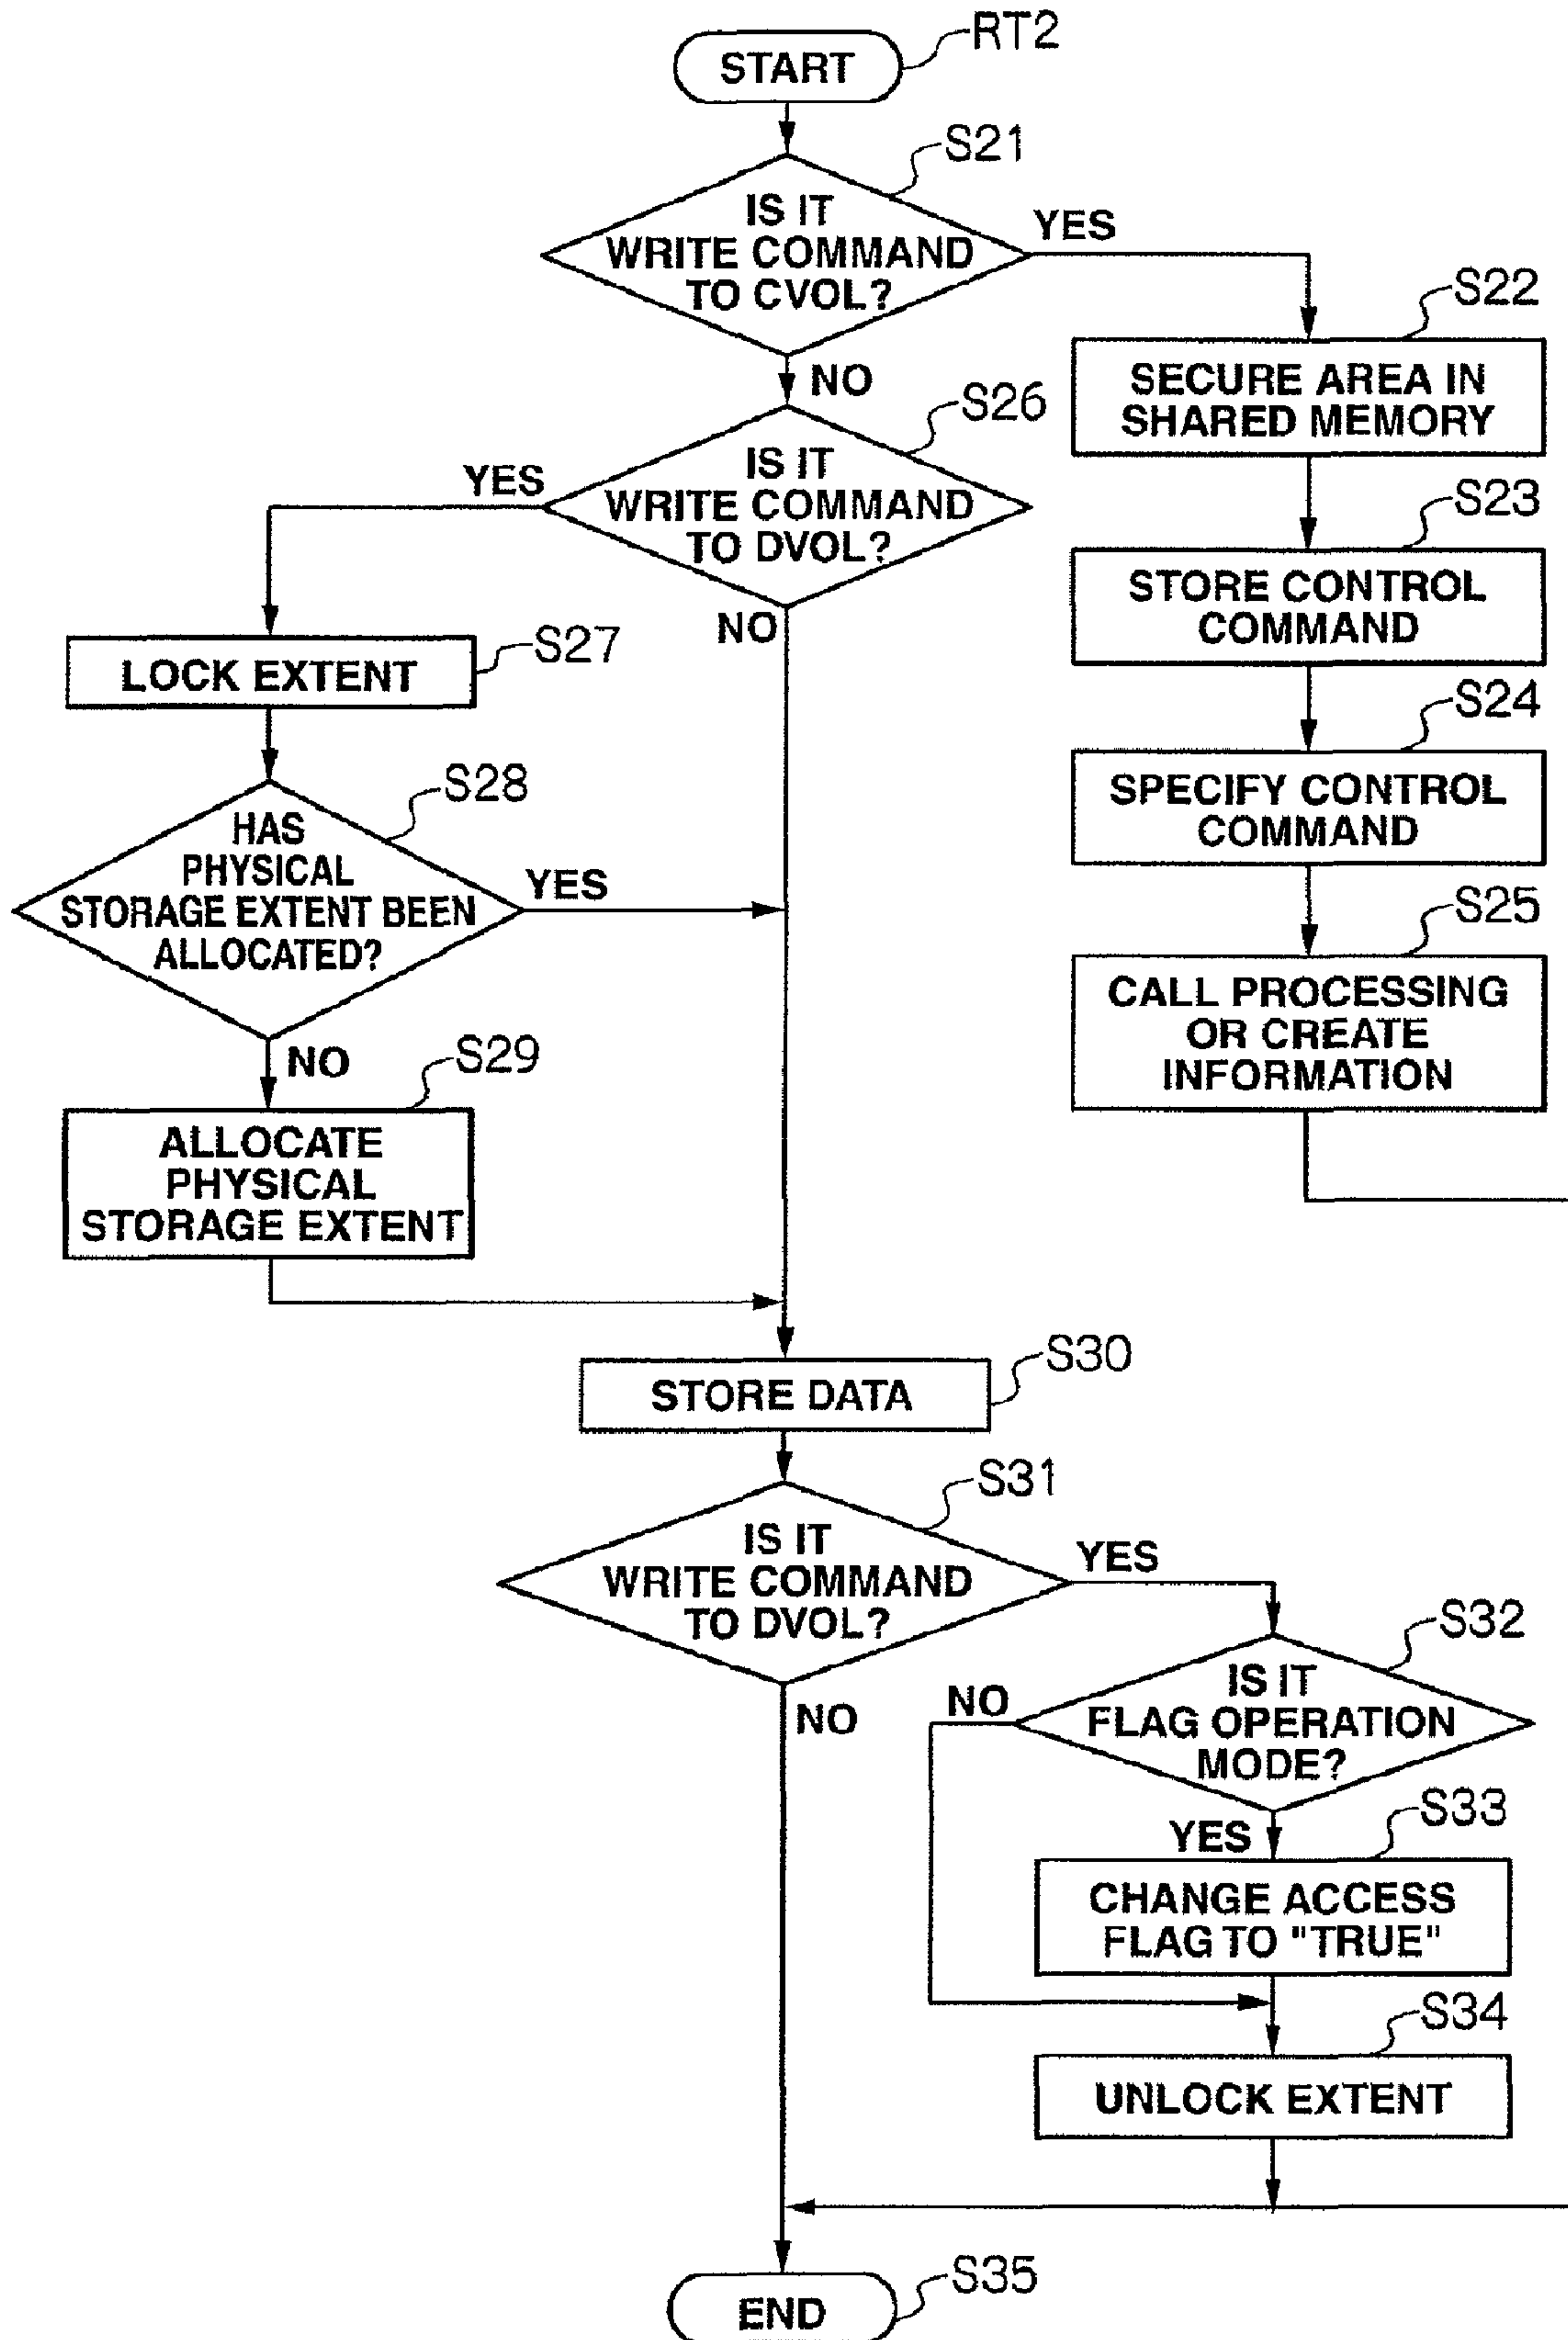 RT2
START
S21
IS IT
WRITE COMMAND
TO CVOL?
YES
NO
S22
SECURE AREA IN
SHARED MEMORY
S23
STORE CONTROL
COMMAND
S24
SPECIFY CONTROL
COMMAND
S25
CALL PROCESSING
OR CREATE
INFORMATION
S26
IS IT
WRITE COMMAND
TO DVOL?
YES
NO
S27
LOCK EXTENT
S28
HAS
PHYSICAL
STORAGE EXTENT BEEN
ALLOCATED?
YES
NO
S29
ALLOCATE
PHYSICAL
STORAGE EXTENT
S30
STORE DATA
S31
IS IT
WRITE COMMAND
TO DVOL?
YES
NO
S32
IS IT
FLAG OPERATION
MODE?
NO
YES
S33
CHANGE ACCESS
FLAG TO "TRUE"
S34
UNLOCK EXTENT
S35
END